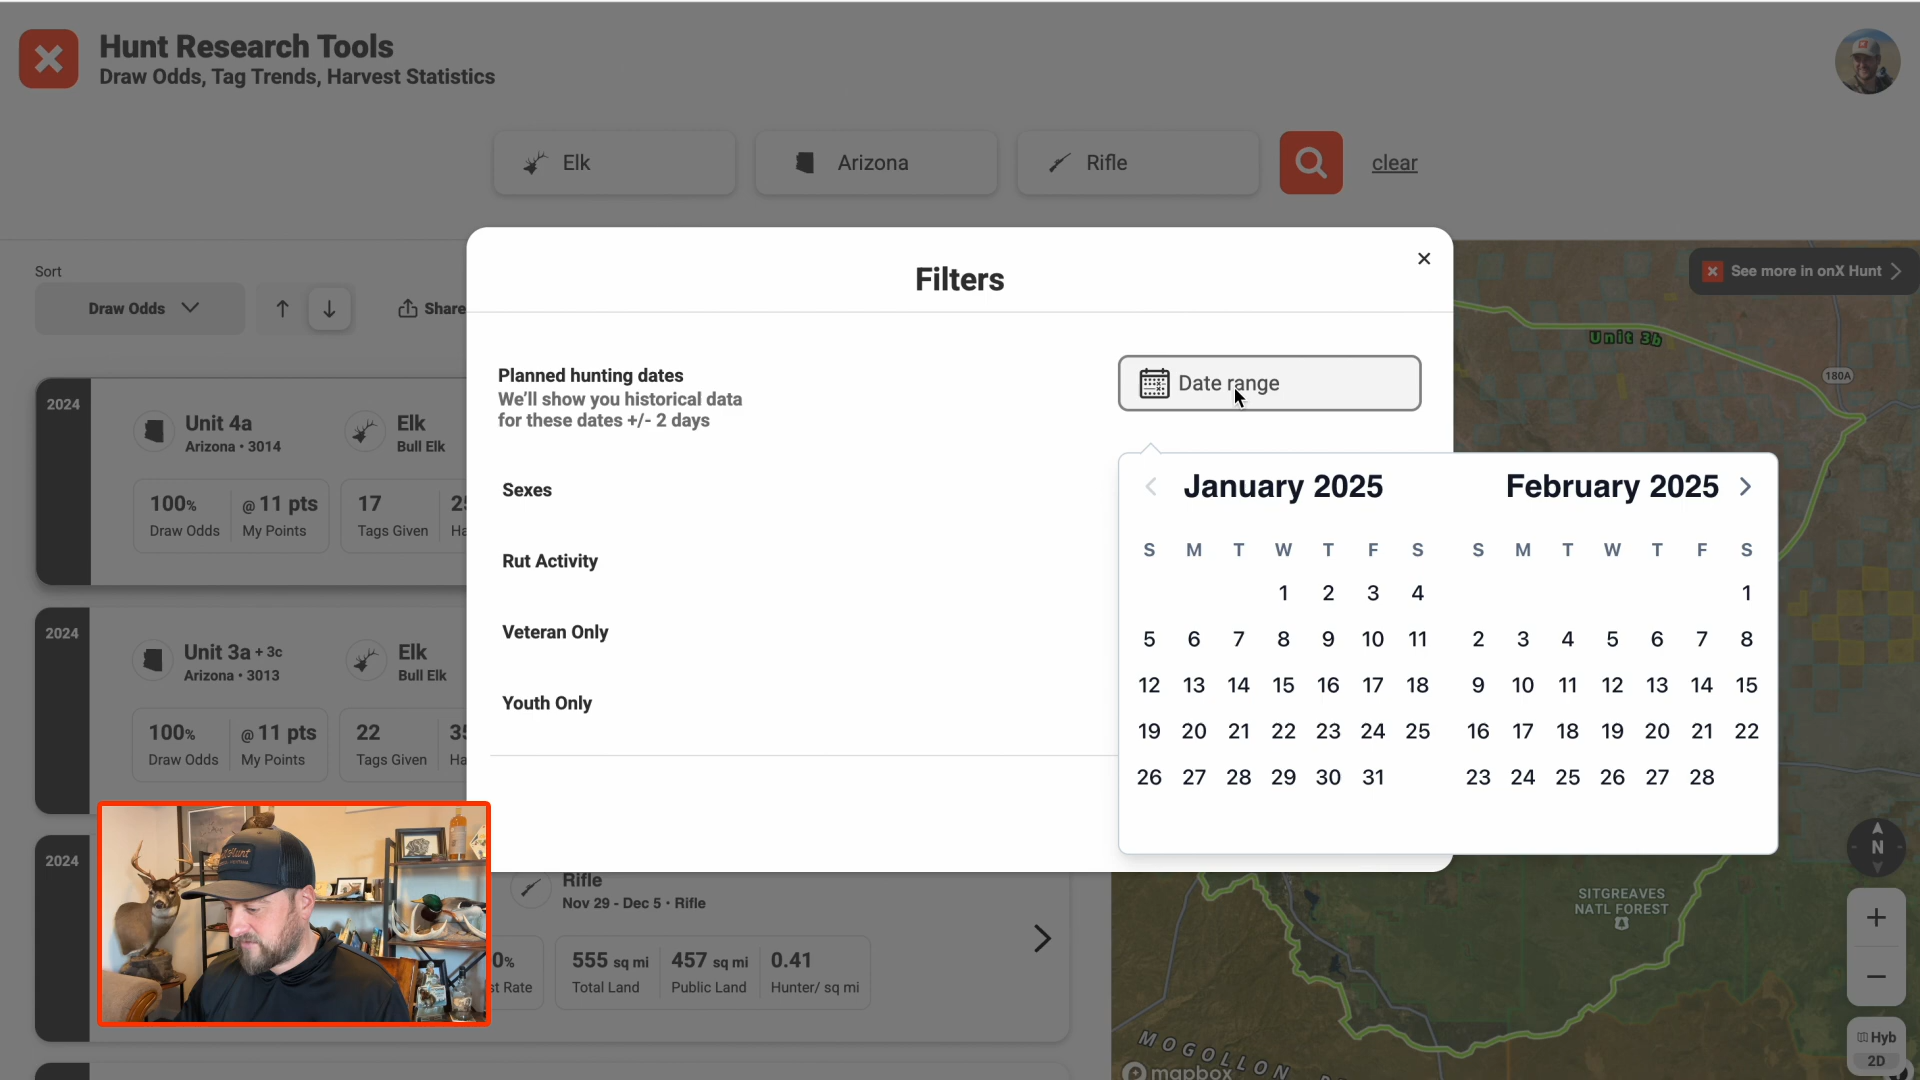 Hunt Research Tools
Draw Odds, Tag Trends, Harvest Statistics
Elk
Arizona
Rifle
clear
Sort
Draw Odds
Share
Filters
Planned hunting dates
We'll show you historical data
for these dates +/- 2 days
Date range
Sexes
Rut Activity
Veteran Only
Youth Only
January 2025
February 2025
S M T W T F S
1 2 3 4
5 6 7 8 9 10 11
12 13 14 15 16 17 18
19 20 21 22 23 24 25
26 27 28 29 30 31
S M T W T F S
1
2 3 4 5 6 7 8
9 10 11 12 13 14 15
16 17 18 19 20 21 22
23 24 25 26 27 28
See more in onX Hunt
Unit 3b
180A
SITGREAVES
NATL FOREST
MOGOLLON
mapbox
N
Hyb
2D
2024
Unit 4a
Arizona • 3014
Elk
Bull Elk
100%
Draw Odds
@ 11 pts
My Points
17
Tags Given
2024
Unit 3a + 3c
Arizona • 3013
Elk
Bull Elk
100%
Draw Odds
@ 11 pts
My Points
22
Tags Given
2024
Rifle
Nov 29 - Dec 5 • Rifle
0%
st Rate
555 sq mi
Total Land
457 sq mi
Public Land
0.41
Hunter/ sq mi